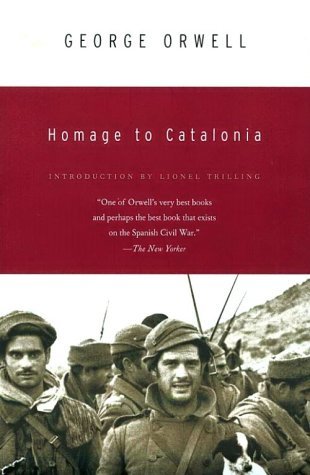 GEORGE ORWELL
Homage to Catalonia
INTRODUCTION BY LIONEL TRILLING
"One of Orwell's very best books
and perhaps the best book that exists
on the Spanish Civil War."
—The New Yorker